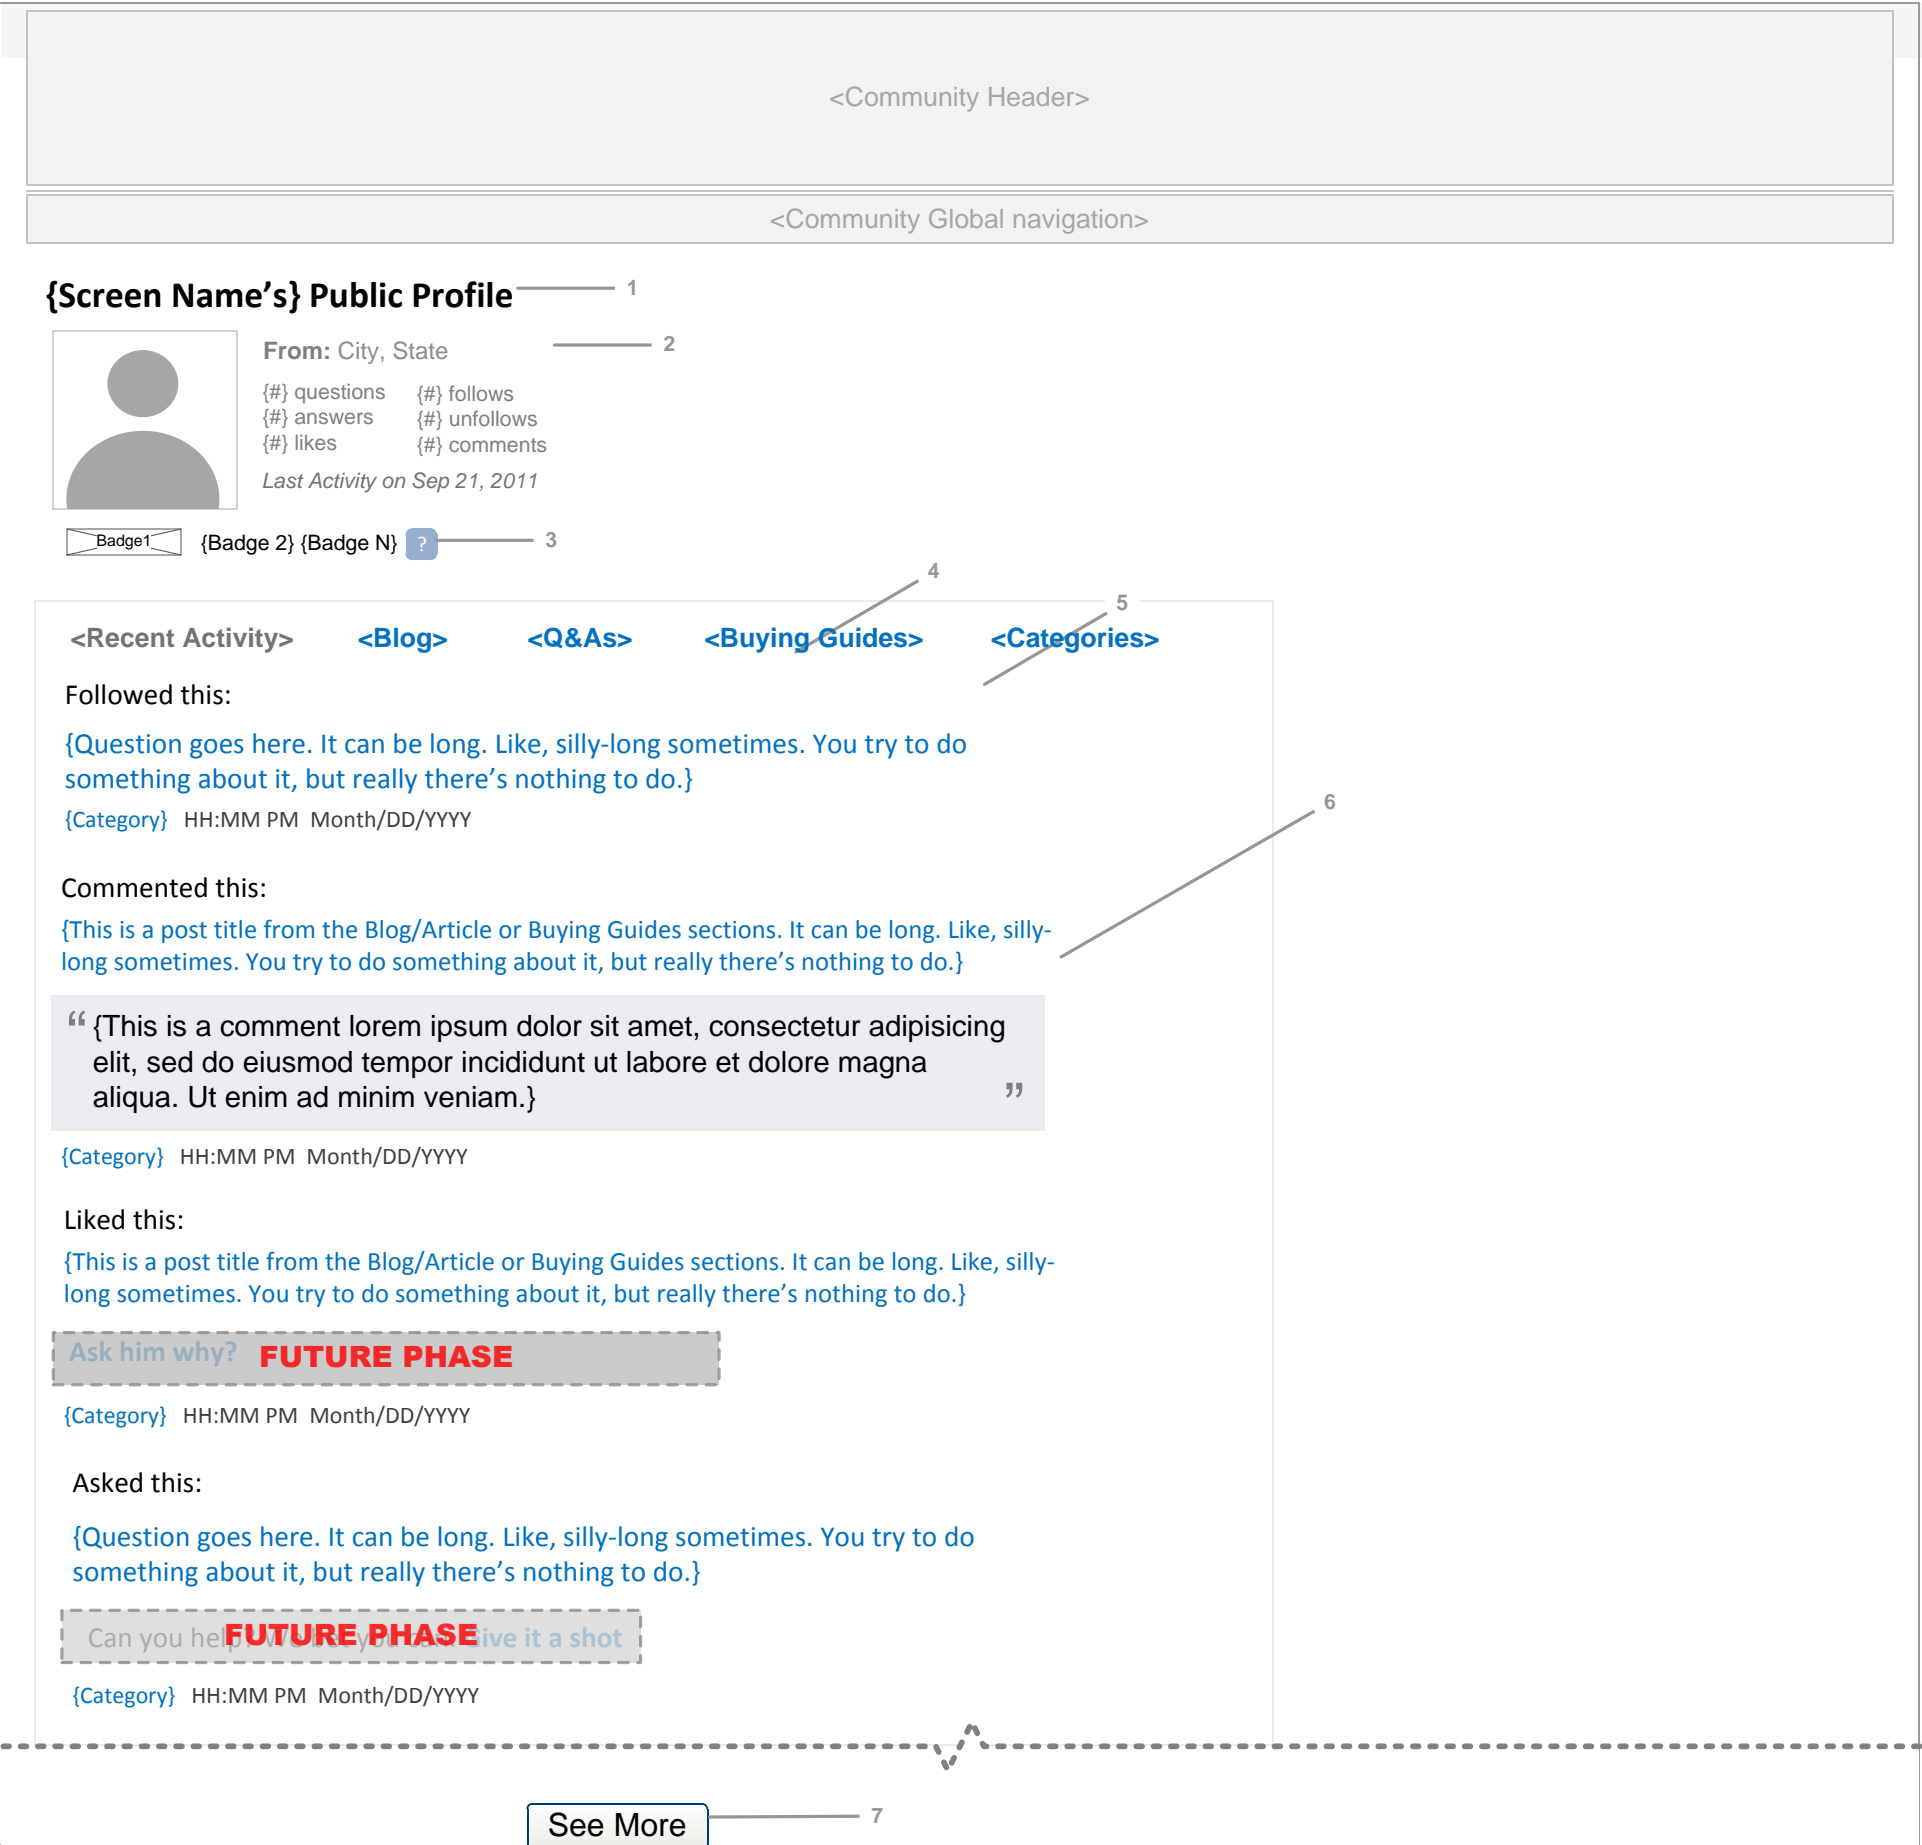 <Community Header>
<Community Global navigation>
{Screen Name’s} Public Profile
1
From: City, State
2
{#} questions {#} follows
{#} answers {#} unfollows
{#} likes {#} comments
Last Activity on Sep 21, 2011
Badge1 {Badge 2} {Badge N} ?
3
4
5
<Recent Activity> <Blog> <Q&As> <Buying Guides> <Categories>
Followed this:
{Question goes here. It can be long. Like, silly-long sometimes. You try to do
something about it, but really there’s nothing to do.}
{Category} HH:MM PM Month/DD/YYYY
6
Commented this:
{This is a post title from the Blog/Article or Buying Guides sections. It can be long. Like, silly-
long sometimes. You try to do something about it, but really there’s nothing to do.}
“ {This is a comment lorem ipsum dolor sit amet, consectetur adipisicing
elit, sed do eiusmod tempor incididunt ut labore et dolore magna
aliqua. Ut enim ad minim veniam.} ”
{Category} HH:MM PM Month/DD/YYYY
Liked this:
{This is a post title from the Blog/Article or Buying Guides sections. It can be long. Like, silly-
long sometimes. You try to do something about it, but really there’s nothing to do.}
Ask him why? FUTURE PHASE
{Category} HH:MM PM Month/DD/YYYY
Asked this:
{Question goes here. It can be long. Like, silly-long sometimes. You try to do
something about it, but really there’s nothing to do.}
Can you help? We bet you can. Give it a shot
FUTURE PHASE
{Category} HH:MM PM Month/DD/YYYY
See More
7